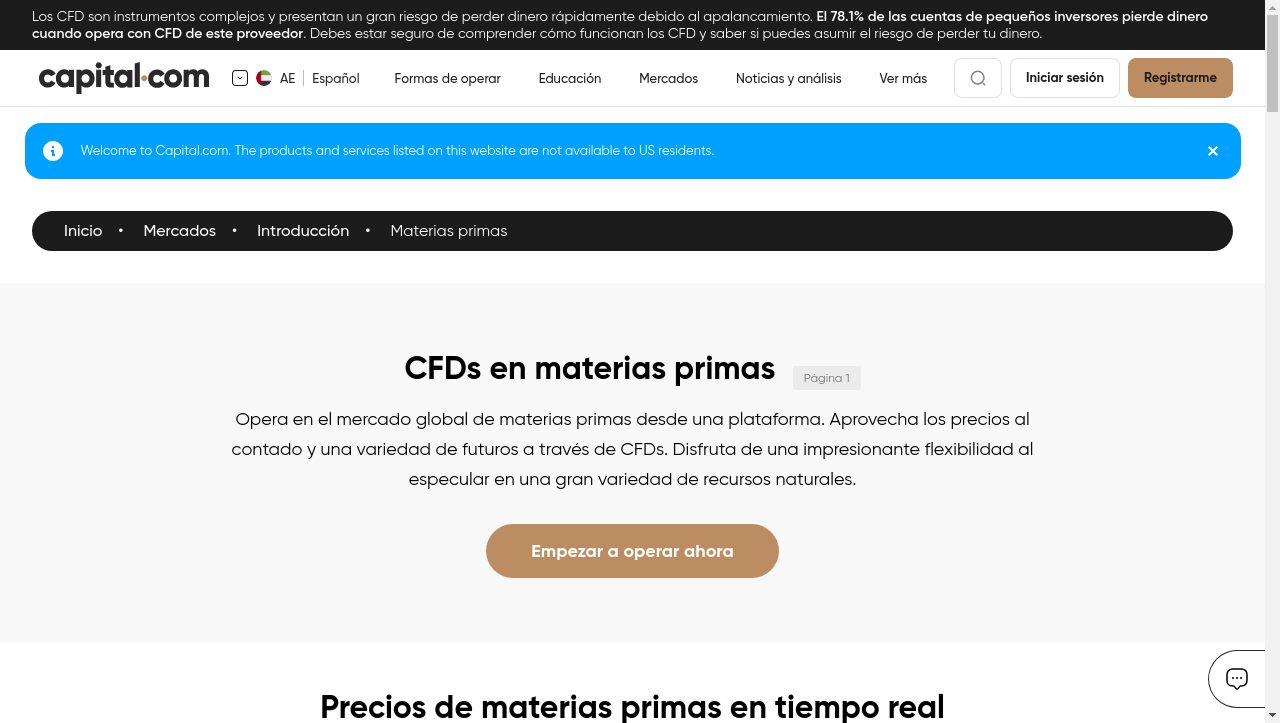 Los CFD son instrumentos complejos y presentan un gran riesgo de perder dinero rápidamente debido al apalancamiento. El 78.1% de las cuentas de pequeños inversores pierde dinero
cuando opera con CFD de este proveedor. Debes estar seguro de comprender cómo funcionan los CFD y saber si puedes asumir el riesgo de perder tu dinero.
capital.com AE Español Formas de operar Educación Mercados Noticias y análisis Ver más Iniciar sesión Registrarme
Welcome to Capital.com. The products and services listed on this website are not available to US residents.
Inicio • Mercados • Introducción • Materias primas
CFDs en materias primas Página 1
Opera en el mercado global de materias primas desde una plataforma. Aprovecha los precios al
contado y una variedad de futuros a través de CFDs. Disfruta de una impresionante flexibilidad al
especular en una gran variedad de recursos naturales.
Empezar a operar ahora
Precios de materias primas en tiempo real